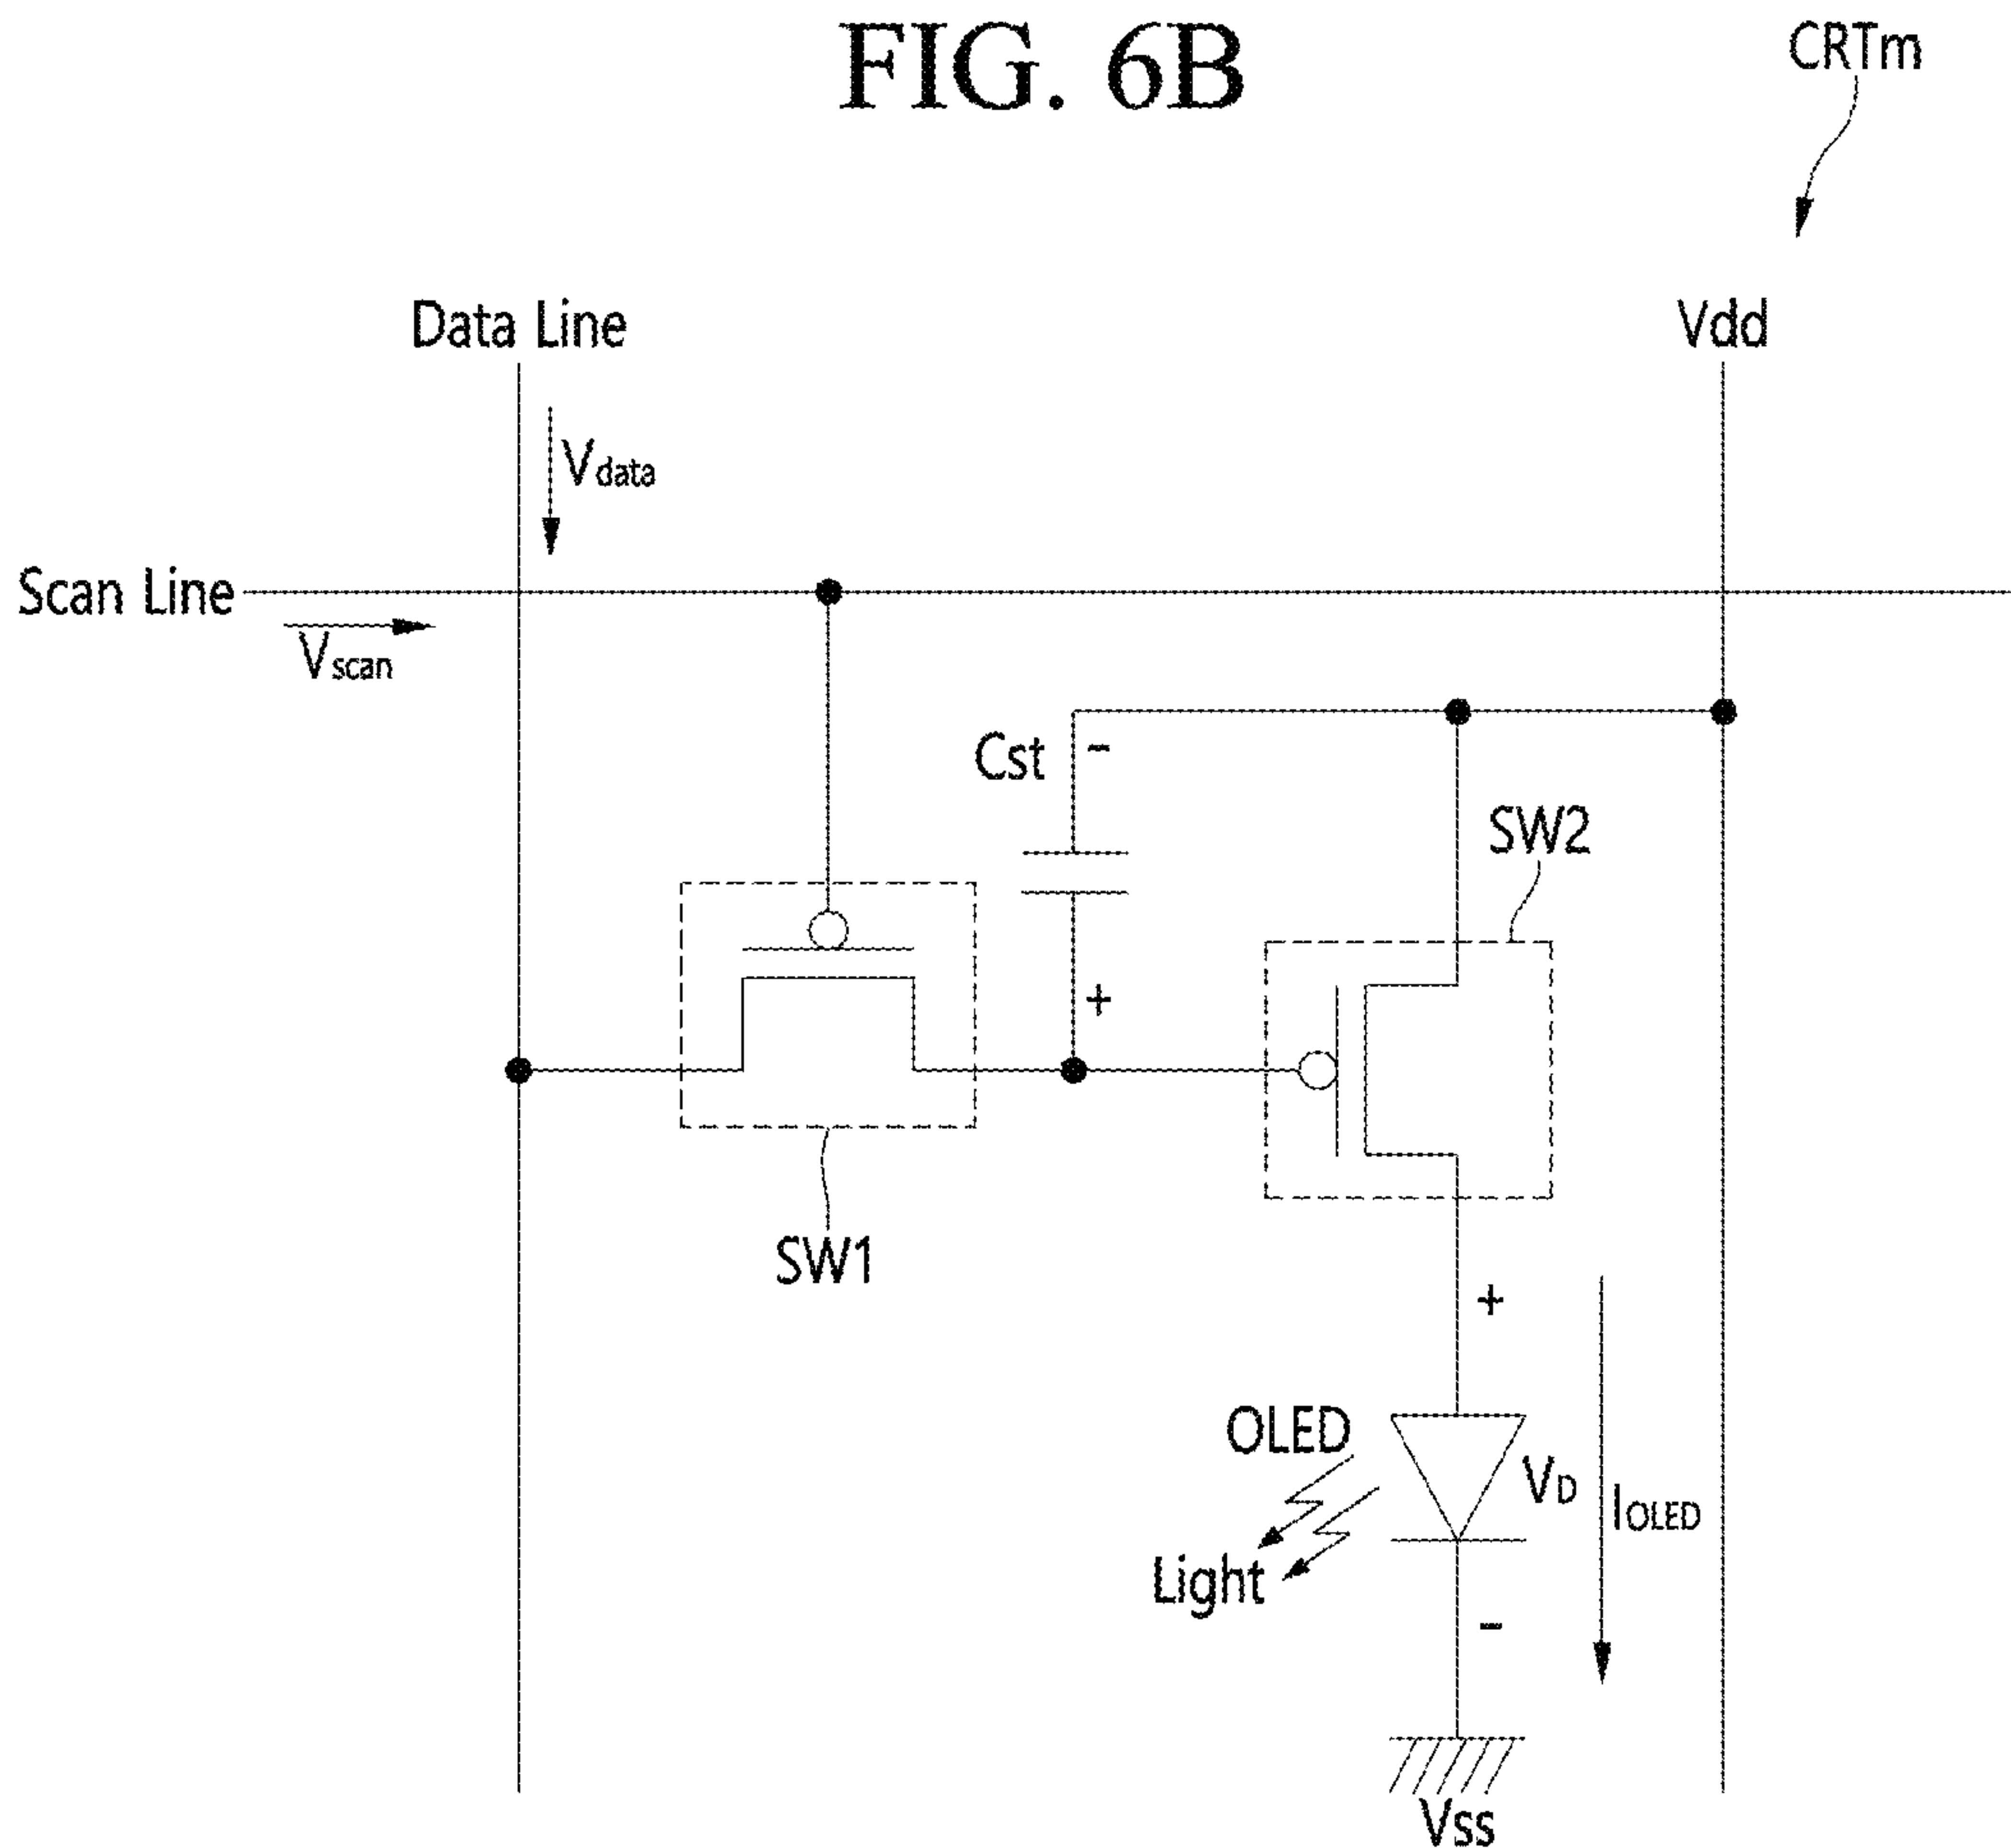 FIG. 6B
CRTm
Data Line
Vdd
Vdata
Scan Line
Vscan
Cst
-
SW2
+
SW1
+
OLED
VD
IOLED
Light
-
Vss